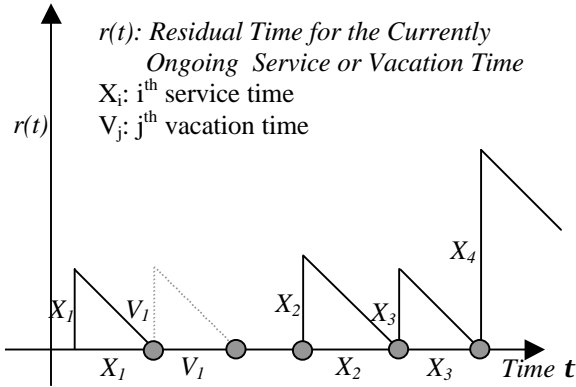 r(t): Residual Time for the Currently
Ongoing Service or Vacation Time
Xi: ith service time
Vj: jth vacation time
r(t)
X1
V1
X2
X3
X4
X1
V1
X2
X3
Time t